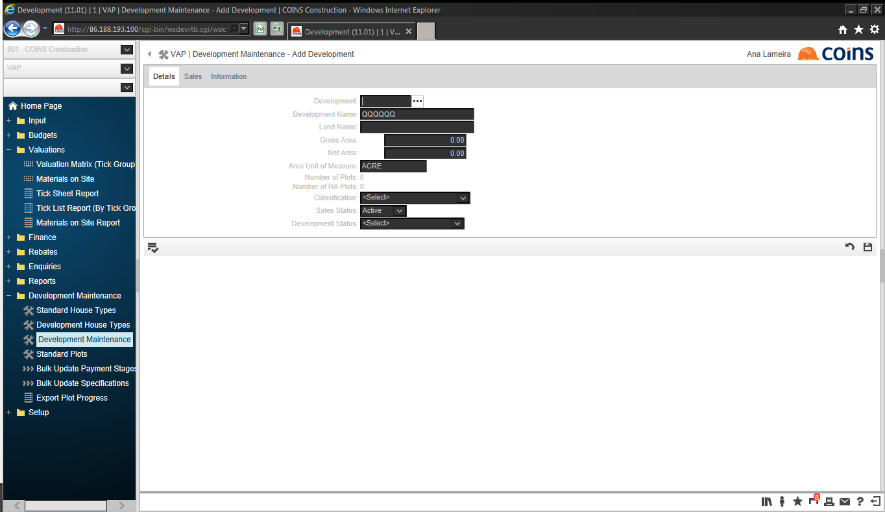 Development (11.01) | 1 | VAP | Development Maintenance - Add Development | COINS Construction - Windows Internet Explorer
http://86.188.193.100/cgi-bin/wsdevrtb.cgi/woc
Development (11.01) | 1 | V...
001 - COINS Construction
VAP
VAP | Development Maintenance - Add Development
Ana Lameira
COINS
Details Sales Information
Home Page
Input
Budgets
Valuations
Valuation Matrix (Tick Group
Materials on Site
Tick Sheet Report
Tick List Report (By Tick Gro
Materials on Site Report
Finance
Rebates
Enquiries
Reports
Development Maintenance
Standard House Types
Development House Types
Development Maintenance
Standard Plots
Bulk Update Payment Stages
Bulk Update Specifications
Export Plot Progress
Setup
Development:
Development Name: QQQQQQ
Land Name:
Gross Area: 0.00
Net Area: 0.00
Area Unit of Measure: ACRE
Number of Plots: 0
Number of HA Plots: 0
Classification: <Select>
Sales Status: Active
Development Status: <Select>